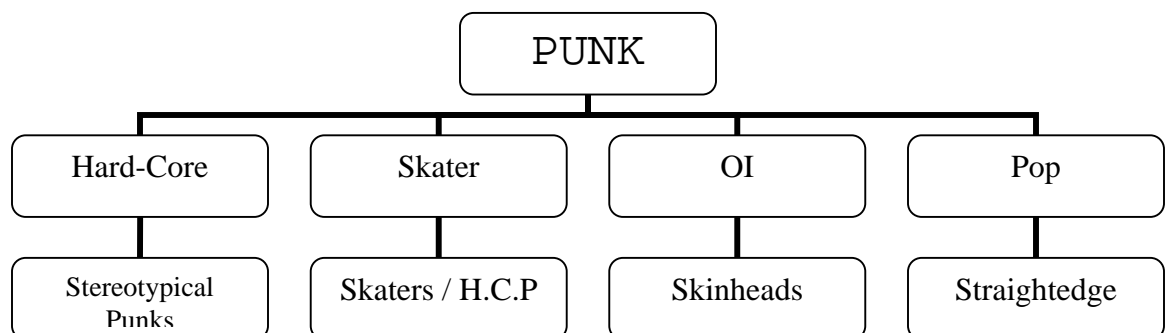 PUNK
Hard-Core
Skater
OI
Pop
Stereotypical
Punks
Skaters / H.C.P
Skinheads
Straightedge